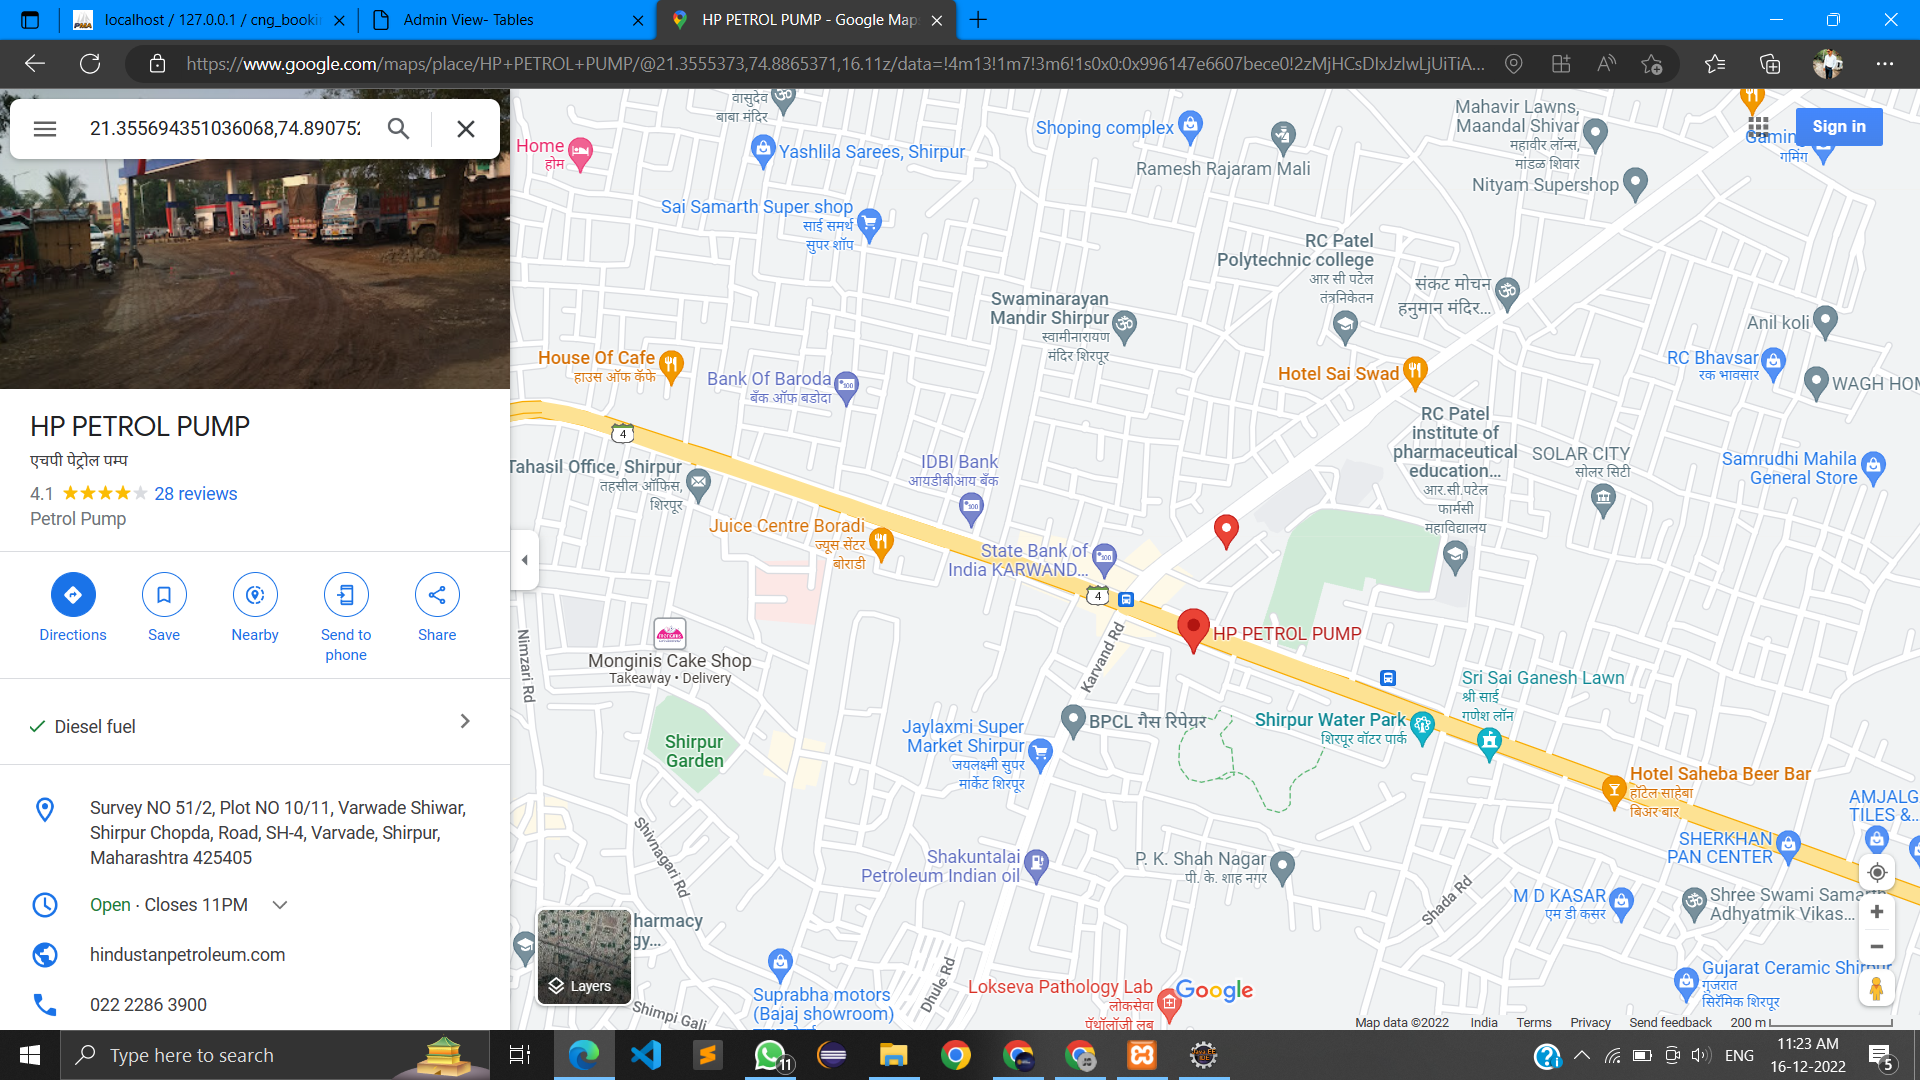 localhost / 127.0.0.1 / cng_bookin
Admin View- Tables
HP PETROL PUMP - Google Map
https://www.google.com/maps/place/HP+PETROL+PUMP/@21.3555373,74.8865371,16.11z/data=!4m13!1m7!3m6!1s0x0:0x996147e6607bece0!2zMjHCsDIxJzIwLjUiTiA...
21.355694351036068,74.890752
HP PETROL PUMP
एचपी पेट्रोल पम्प
4.1 28 reviews
Petrol Pump
Directions
Save
Nearby
Send to
phone
Share
Diesel fuel
Survey NO 51/2, Plot NO 10/11, Varwade Shiwar,
Shirpur Chopda, Road, SH-4, Varvade, Shirpur,
Maharashtra 425405
Open · Closes 11PM
hindustanpetroleum.com
022 2286 3900
वासुदेव
बाबा मंदिर
Home
होम
Yashlila Sarees, Shirpur
Shoping complex
Ramesh Rajaram Mali
Mahavir Lawns,
Maandal Shivar
महावीर लॉन्स,
मांडळ शिवार
Gaming
गमिंग
Sign in
Nityam Supershop
Sai Samarth Super shop
साई समर्थ
सुपर शॉप
RC Patel
Polytechnic college
आर सी पटेल
तंत्रनिकेतन
संकट मोचन
हनुमान मंदिर...
Swaminarayan
Mandir Shirpur
स्वामीनारायण
मंदिर शिरपूर
Anil koli
RC Bhavsar
रक भावसार
WAGH HOM
House Of Cafe
हाउस ऑफ कॅफे
Bank Of Baroda
बँक ऑफ बडोदा
Hotel Sai Swad
RC Patel
institute of
pharmaceutical
education...
आर.सी.पटेल
फार्मसी
महाविद्यालय
SOLAR CITY
सोलर सिटी
Samrudhi Mahila
General Store
4
Tahasil Office, Shirpur
तहसील ऑफिस,
शिरपूर
IDBI Bank
आयडीबीआय बँक
Juice Centre Boradi
ज्यूस सेंटर
बोराडी
State Bank of
India KARWAND...
4
HP PETROL PUMP
Nimzari Rd
Monginis Cake Shop
Takeaway • Delivery
Karvand Rd
Sri Sai Ganesh Lawn
श्री साई
गणेश लॉन
Shirpur Garden
Jaylaxmi Super
Market Shirpur
जयलक्ष्मी सुपर
मार्केट शिरपूर
BPCL गैस रिपेयर
Shirpur Water Park
शिरपूर वॉटर पार्क
Hotel Saheba Beer Bar
हॉटेल साहेबा
बिअर बार
AMJALG
TILES &...
SHERKHAN
PAN CENTER
Shivnagari Rd
Shakuntalai
Petroleum Indian oil
P. K. Shah Nagar
पी. के. शाह नगर
Shada Rd
M D KASAR
एम डी कसर
Shree Swami Samarth
Adhyatmik Vikas...
harmacy
gy...
Layers
Shimpi Gali
Suprabha motors
(Bajaj showroom)
Dhule Rd
Lokseva Pathology Lab
लोकसेवा
पॅथॉलॉजी लब
Google
Gujarat Ceramic Shirpur
गुजरात
सिरॅमिक शिरपूर
Map data ©2022 India Terms Privacy Send feedback 200 m
Type here to search
11
ENG
11:23 AM
16-12-2022
5